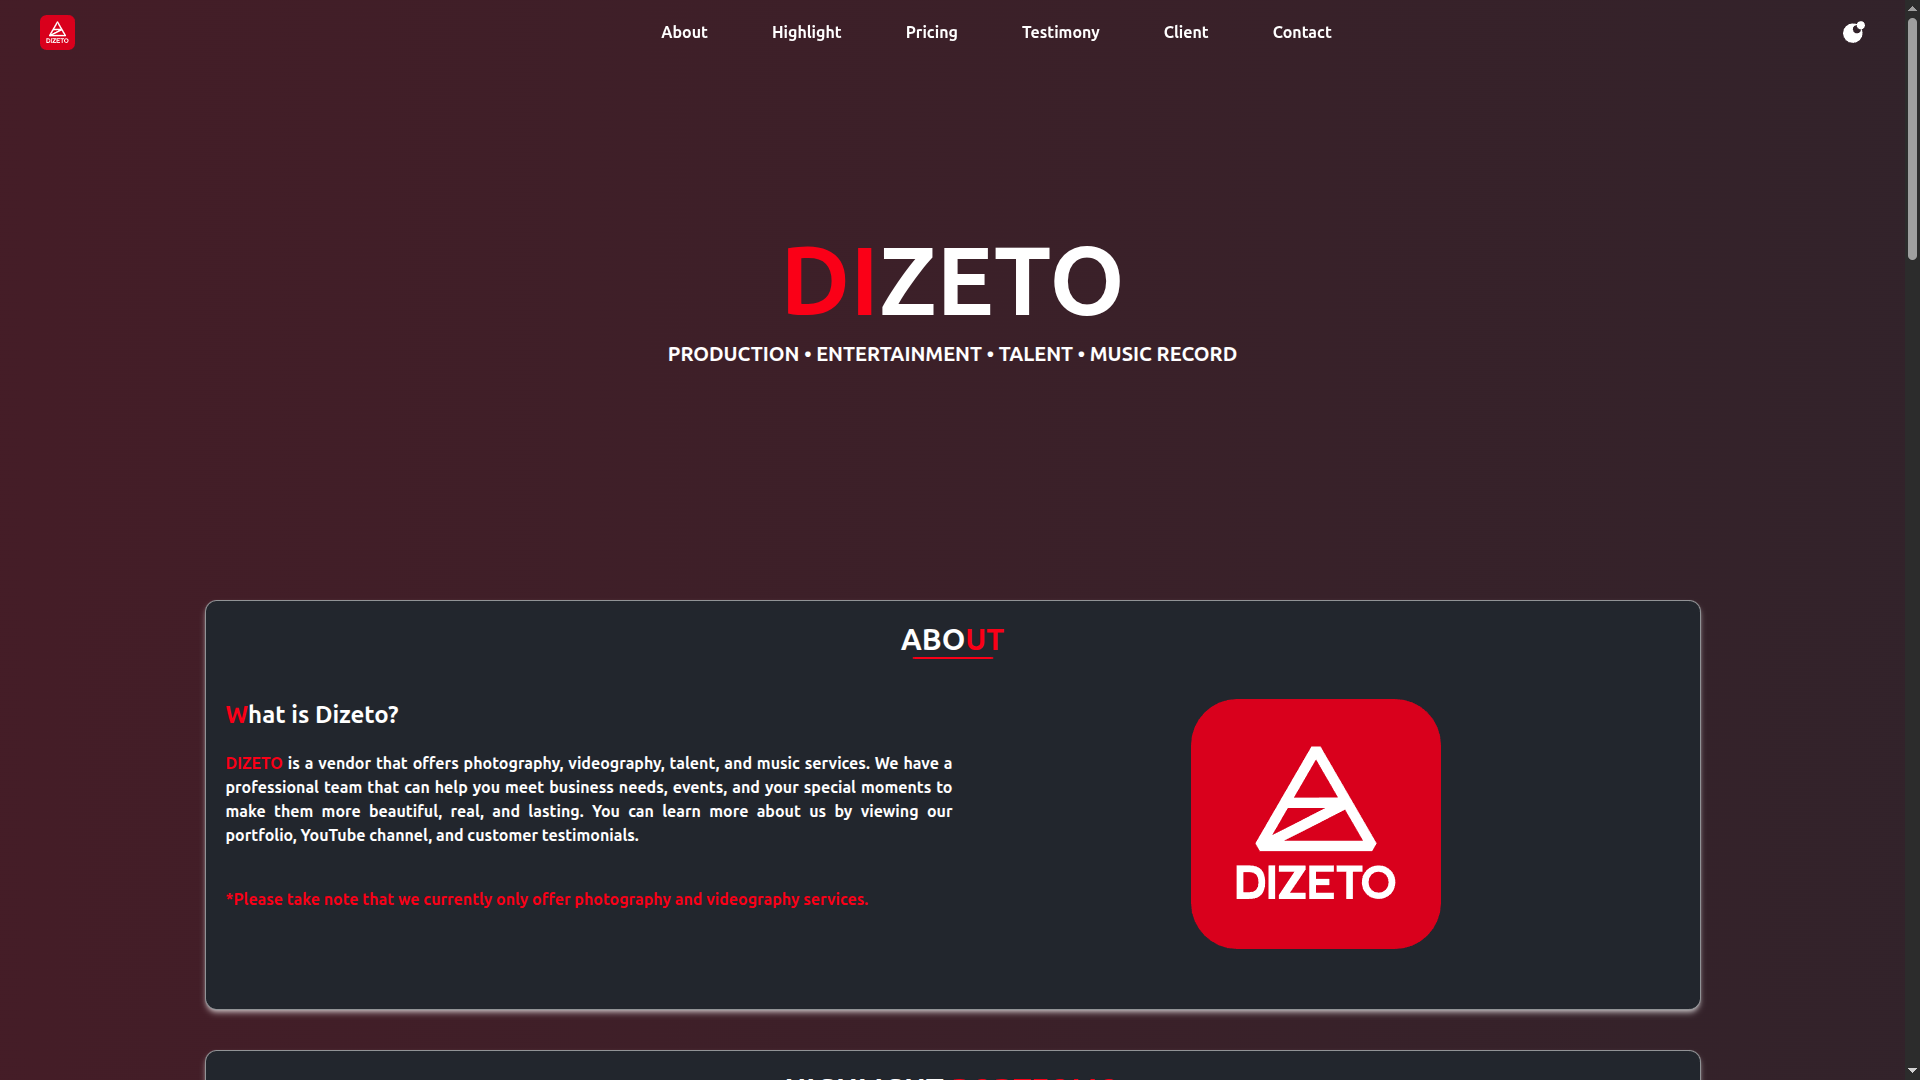 DIZETO
About
Highlight
Pricing
Testimony
Client
Contact
DIZETO
PRODUCTION • ENTERTAINMENT • TALENT • MUSIC RECORD
ABOUT
What is Dizeto?
DIZETO is a vendor that offers photography, videography, talent, and music services. We have a
professional team that can help you meet business needs, events, and your special moments to
make them more beautiful, real, and lasting. You can learn more about us by viewing our
portfolio, YouTube channel, and customer testimonials.
*Please take note that we currently only offer photography and videography services.
DIZETO